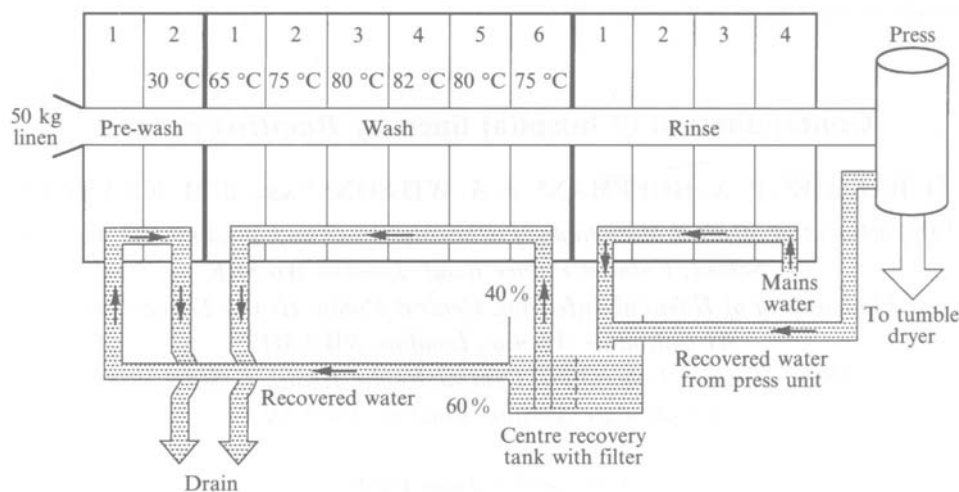 1 2 1 2 3 4 5 6 1 2 3 4 Press
30 °C 65 °C 75 °C 80 °C 82 °C 80 °C 75 °C
50 kg
linen
Pre-wash Wash Rinse
40%
Mains
water
To tumble
dryer
Recovered water
from press unit
Recovered water
60%
Centre recovery
tank with filter
Drain